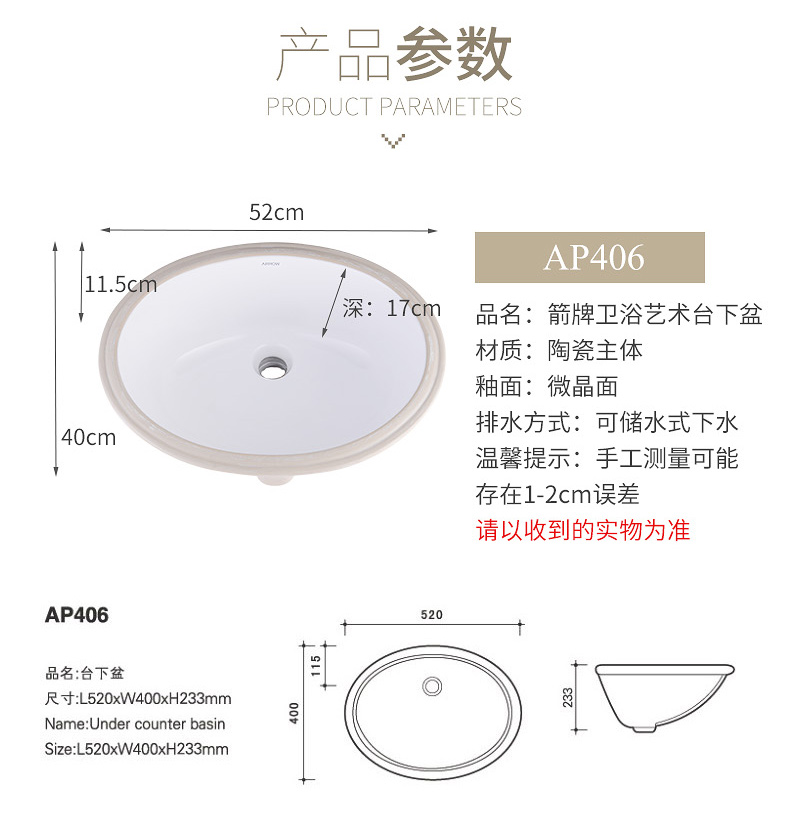 产品参数
PRODUCT PARAMETERS
52cm
11.5cm
深：17cm
40cm
ARROW
AP406
品名：箭牌卫浴艺术台下盆
材质：陶瓷主体
釉面：微晶面
排水方式：可储水式下水
温馨提示：手工测量可能
存在1-2cm误差
请以收到的实物为准
AP406
品名:台下盆
尺寸:L520xW400xH233mm
Name:Under counter basin
Size:L520xW400xH233mm
520
115
400
233